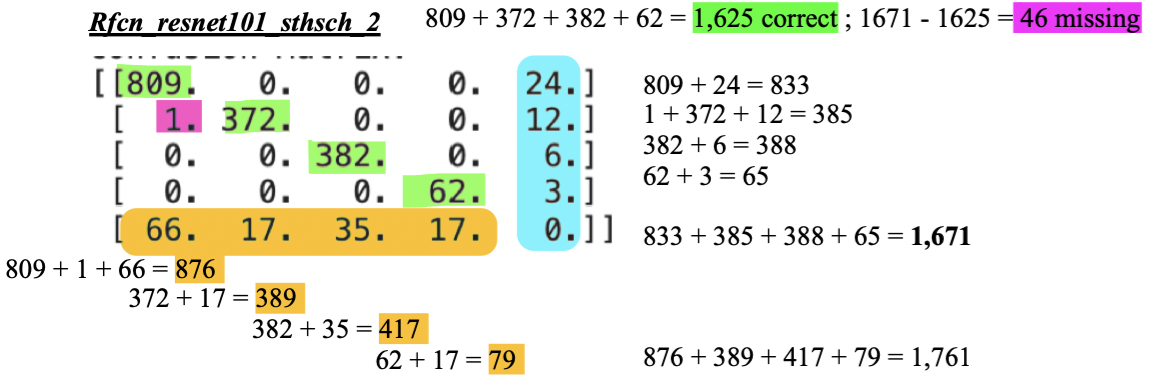 Rfcn_resnet101_sthsch_2 809 + 372 + 382 + 62 = 1,625 correct ; 1671 - 1625 = 46 missing
[[809. 0. 0. 0. 24.] 809 + 24 = 833
[ 1. 372. 0. 0. 12.] 1 + 372 + 12 = 385
[ 0. 0. 382. 0. 6.] 382 + 6 = 388
[ 0. 0. 0. 62. 3.] 62 + 3 = 65
[ 66. 17. 35. 17. 0.]] 833 + 385 + 388 + 65 = 1,671
809 + 1 + 66 = 876
372 + 17 = 389
382 + 35 = 417
62 + 17 = 79 876 + 389 + 417 + 79 = 1,761